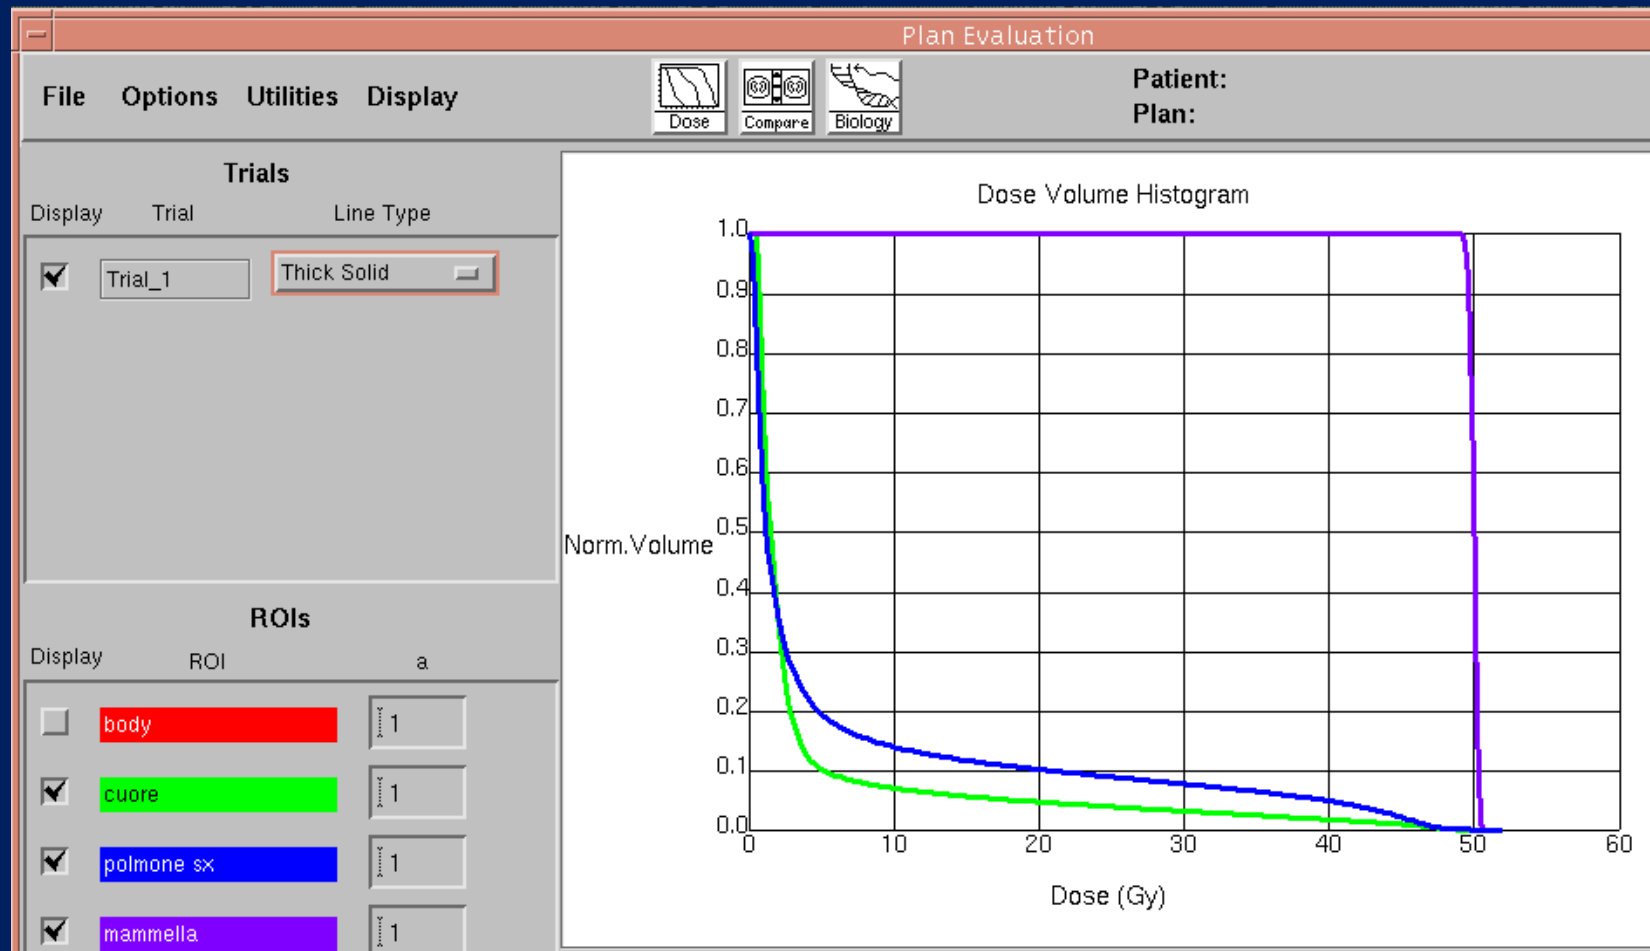 Plan Evaluation
File Options Utilities Display
Dose Compare Biology
Patient:
Plan:
Trials
Display Trial Line Type
Trial_1 Thick Solid
ROIs
Display ROI a
body 1
cuore 1
polmone sx 1
mammella 1
Dose Volume Histogram
1.0
0.9
0.8
0.7
0.6
0.5
Norm.Volume
0.4
0.3
0.2
0.1
0.0
0 10 20 30 40 50 60
Dose (Gy)